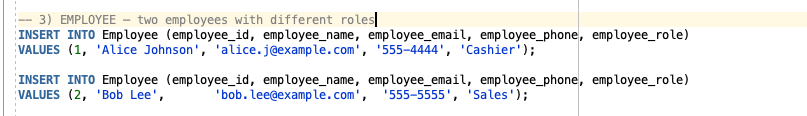 -- 3) EMPLOYEE — two employees with different roles
INSERT INTO Employee (employee_id, employee_name, employee_email, employee_phone, employee_role)
VALUES (1, 'Alice Johnson', 'alice.j@example.com', '555-4444', 'Cashier');
INSERT INTO Employee (employee_id, employee_name, employee_email, employee_phone, employee_role)
VALUES (2, 'Bob Lee',       'bob.lee@example.com',  '555-5555', 'Sales');